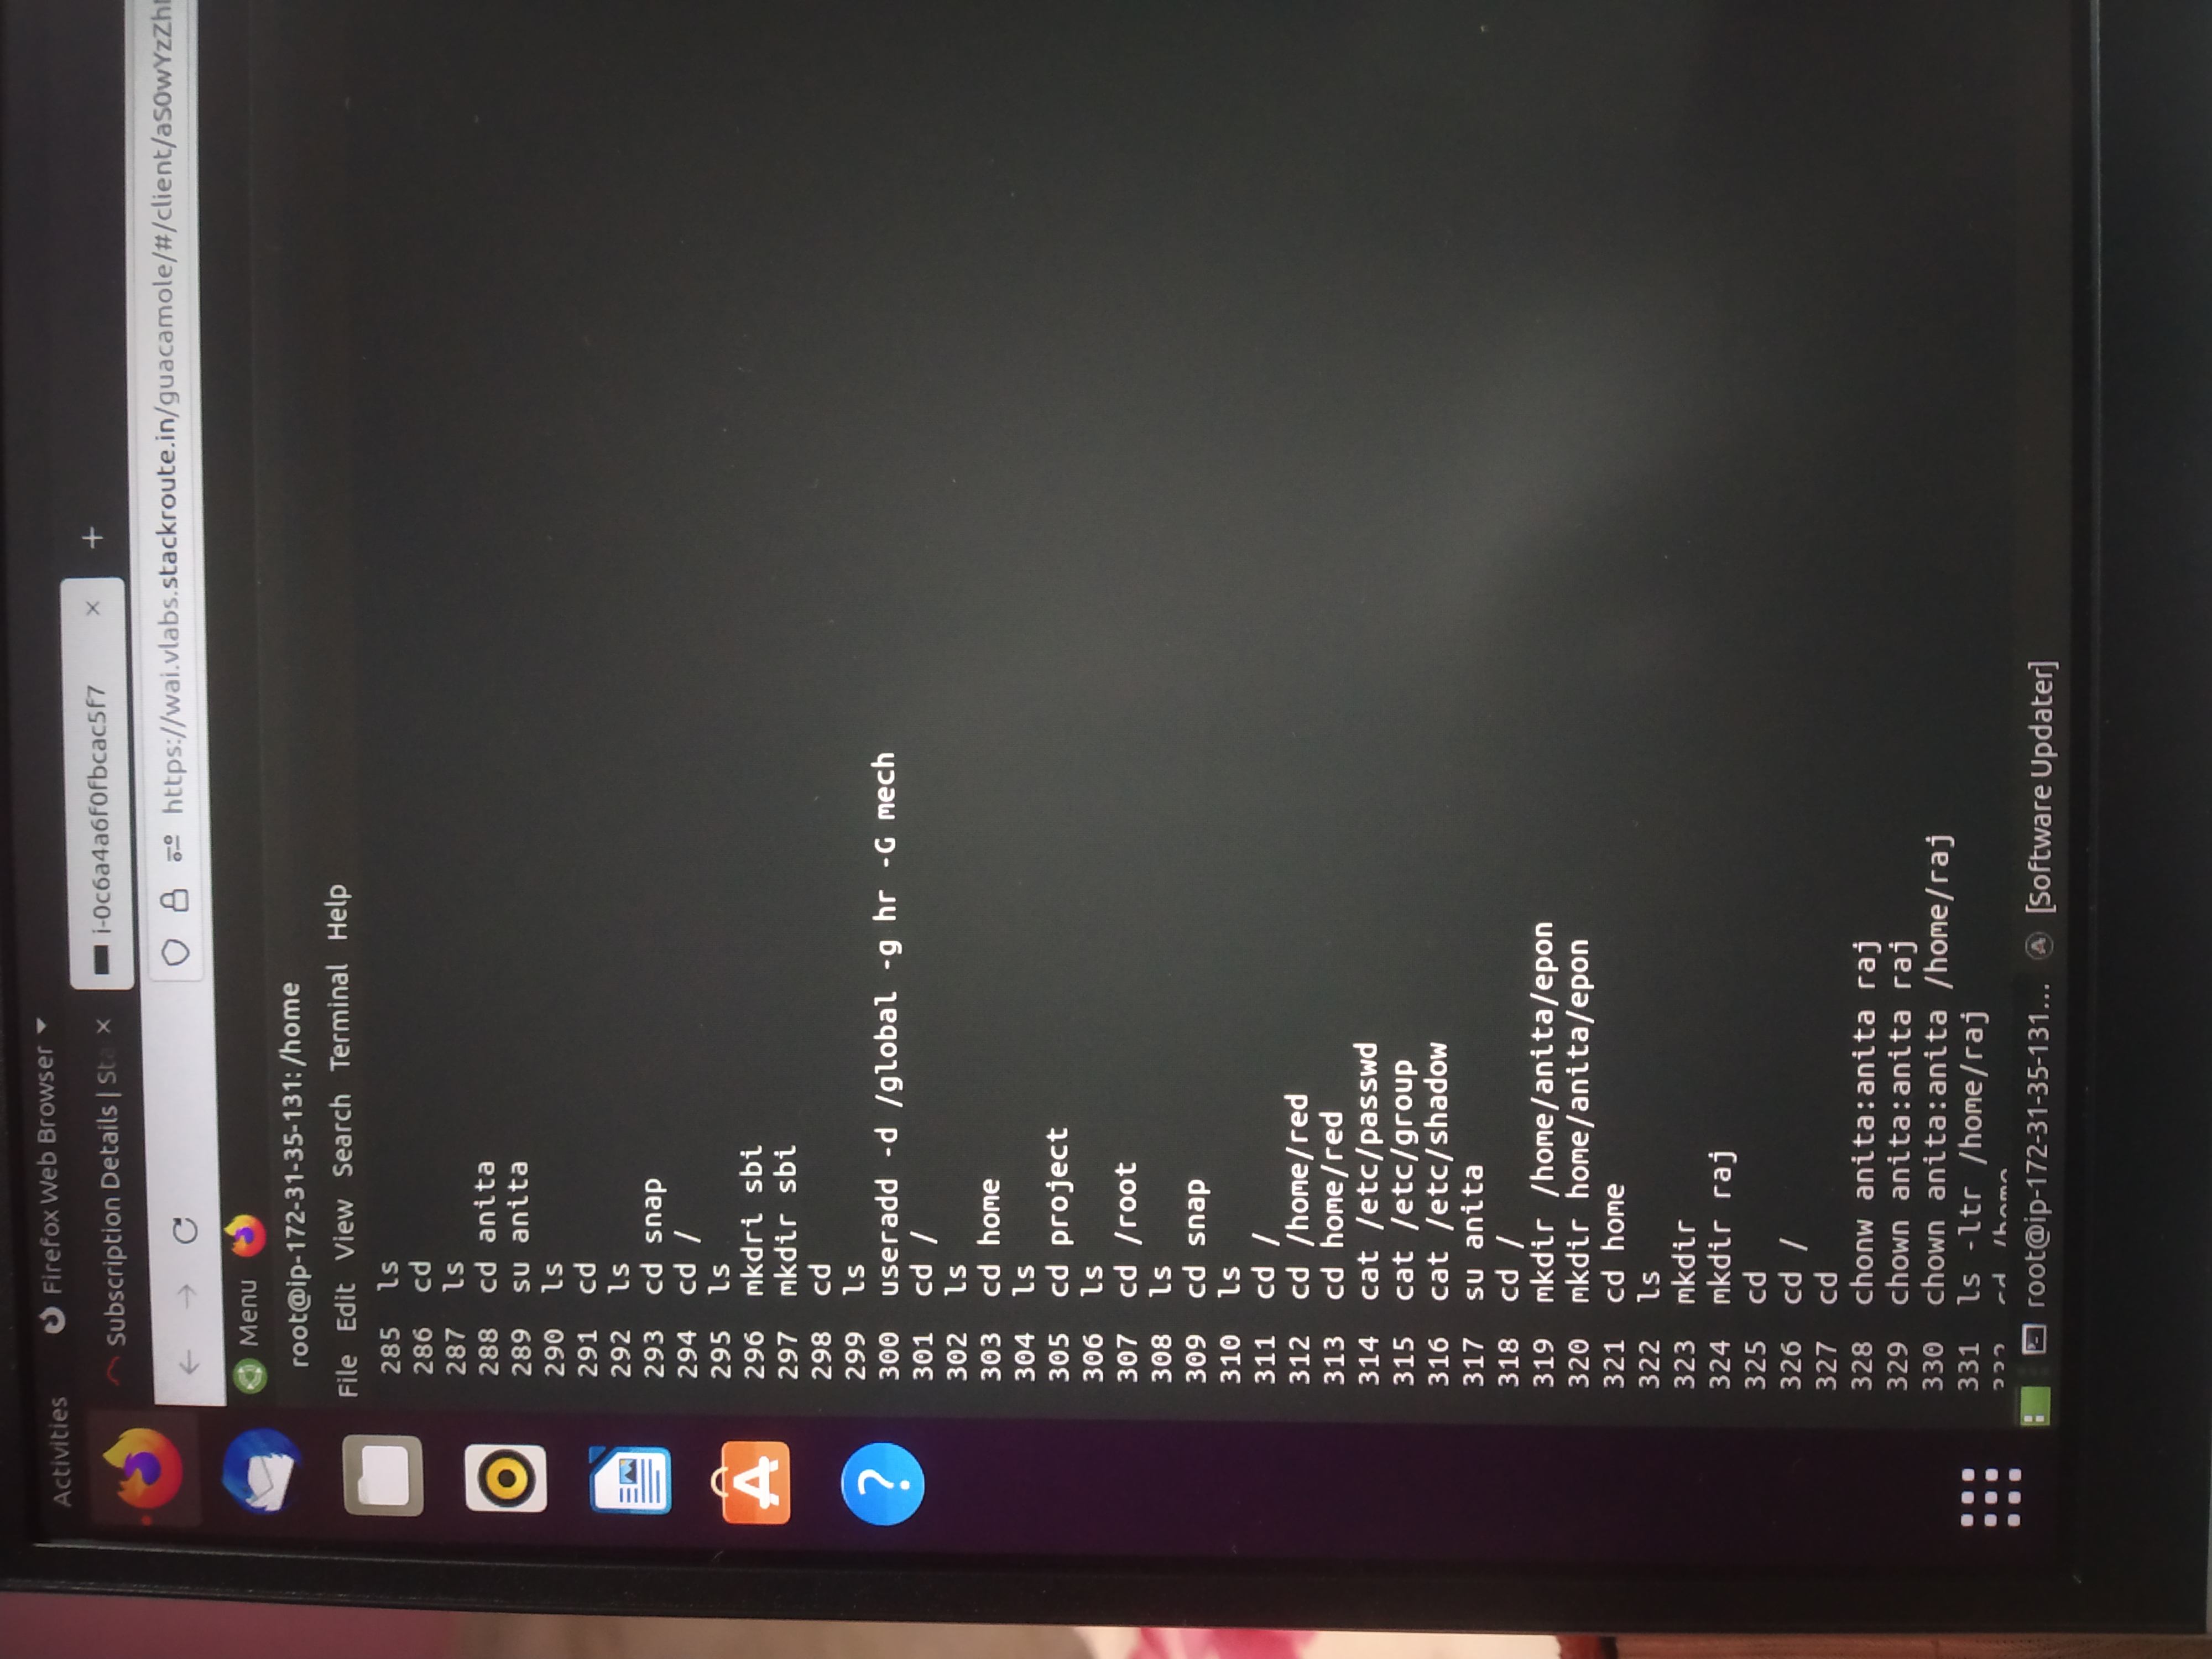 Activities Firefox Web Browser
Subscription Details | Sta
i-0c6a4a6f0fbcac5f7
https://wai.vlabs.stackroute.in/guacamole/#/client/aS0wYzZh
Menu
root@ip-172-31-35-131: /home
File Edit View Search Terminal Help
285 ls
286 cd
287 ls
288 cd anita
289 su anita
290 ls
291 cd
292 ls
293 cd snap
294 cd /
295 ls
296 mkdri sbi
297 mkdir sbi
298 cd
299 ls
300 useradd -d /global -g hr -G mech
301 cd /
302 ls
303 cd home
304 ls
305 cd project
306 ls
307 cd /root
308 ls
309 cd snap
310 ls
311 cd /
312 cd /home/red
313 cd home/red
314 cat /etc/passwd
315 cat /etc/group
316 cat /etc/shadow
317 su anita
318 cd /
319 mkdir /home/anita/epon
320 mkdir home/anita/epon
321 cd home
322 ls
323 mkdir
324 mkdir raj
325 cd
326 cd /
327 cd
328 chonw anita:anita raj
329 chown anita:anita raj
330 chown anita:anita /home/raj
331 ls -ltr /home/raj
332 cd /home
root@ip-172-31-35-131... [Software Updater]